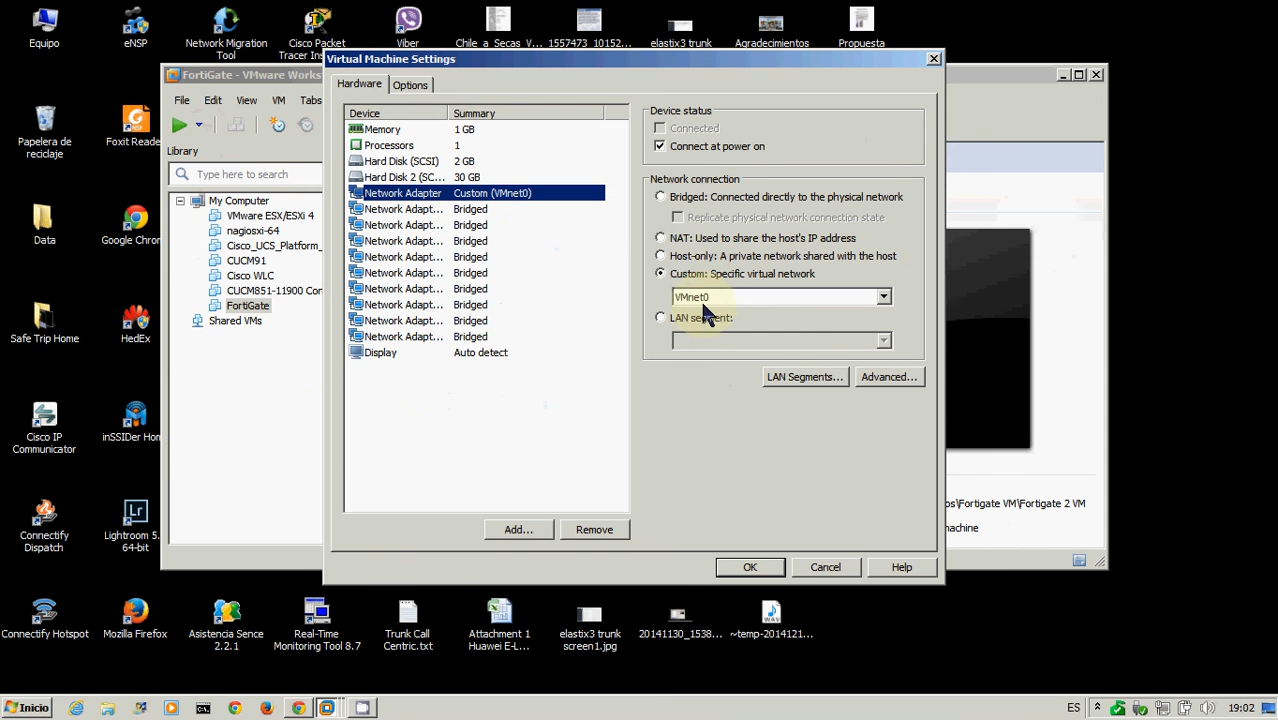 Equipo
eNSP
Network Migration
Tool
Cisco Packet
Tracer Ins...
Viber
Chile_a_Secas_V...
1557473_10152...
elastix3 trunk
Agradecimientos
Propuesta
Virtual Machine Settings
FortiGate - VMware Works
Hardware
Options
File
Edit
View
VM
Tabs
Library
Type here to search
My Computer
VMware ESX/ESXi 4
nagiosxi-64
Cisco_UCS_Platform_
CUCM91
Cisco WLC
CUCM851-11900 Con
FortiGate
Shared VMs
Device
Summary
Memory
1 GB
Processors
1
Hard Disk (SCSI)
2 GB
Hard Disk 2 (SC...
30 GB
Network Adapter
Custom (VMnet0)
Network Adapt...
Bridged
Network Adapt...
Bridged
Network Adapt...
Bridged
Network Adapt...
Bridged
Network Adapt...
Bridged
Network Adapt...
Bridged
Network Adapt...
Bridged
Network Adapt...
Bridged
Network Adapt...
Bridged
Display
Auto detect
Add...
Remove
Device status
Connected
Connect at power on
Network connection
Bridged: Connected directly to the physical network
Replicate physical network connection state
NAT: Used to share the host's IP address
Host-only: A private network shared with the host
Custom: Specific virtual network
VMnet0
LAN segment:
LAN Segments...
Advanced...
OK
Cancel
Help
os\Fortigate VM\Fortigate 2 VM
machine
Papelera de
reciclaje
Foxit Reade
Data
Google Chro
Safe Trip Home
HedEx
Cisco IP
Communicator
inSSIDer Hom
Connectify
Dispatch
Lightroom 5.
64-bit
Connectify Hotspot
Mozilla Firefox
Asistencia Sence
2.2.1
Real-Time
Monitoring Tool 8.7
Trunk Call
Centric.txt
Attachment 1
Huawei E-L...
elastix3 trunk
screen1.jpg
20141130_1538...
~temp-2014121...
Inicio
ES
19:02